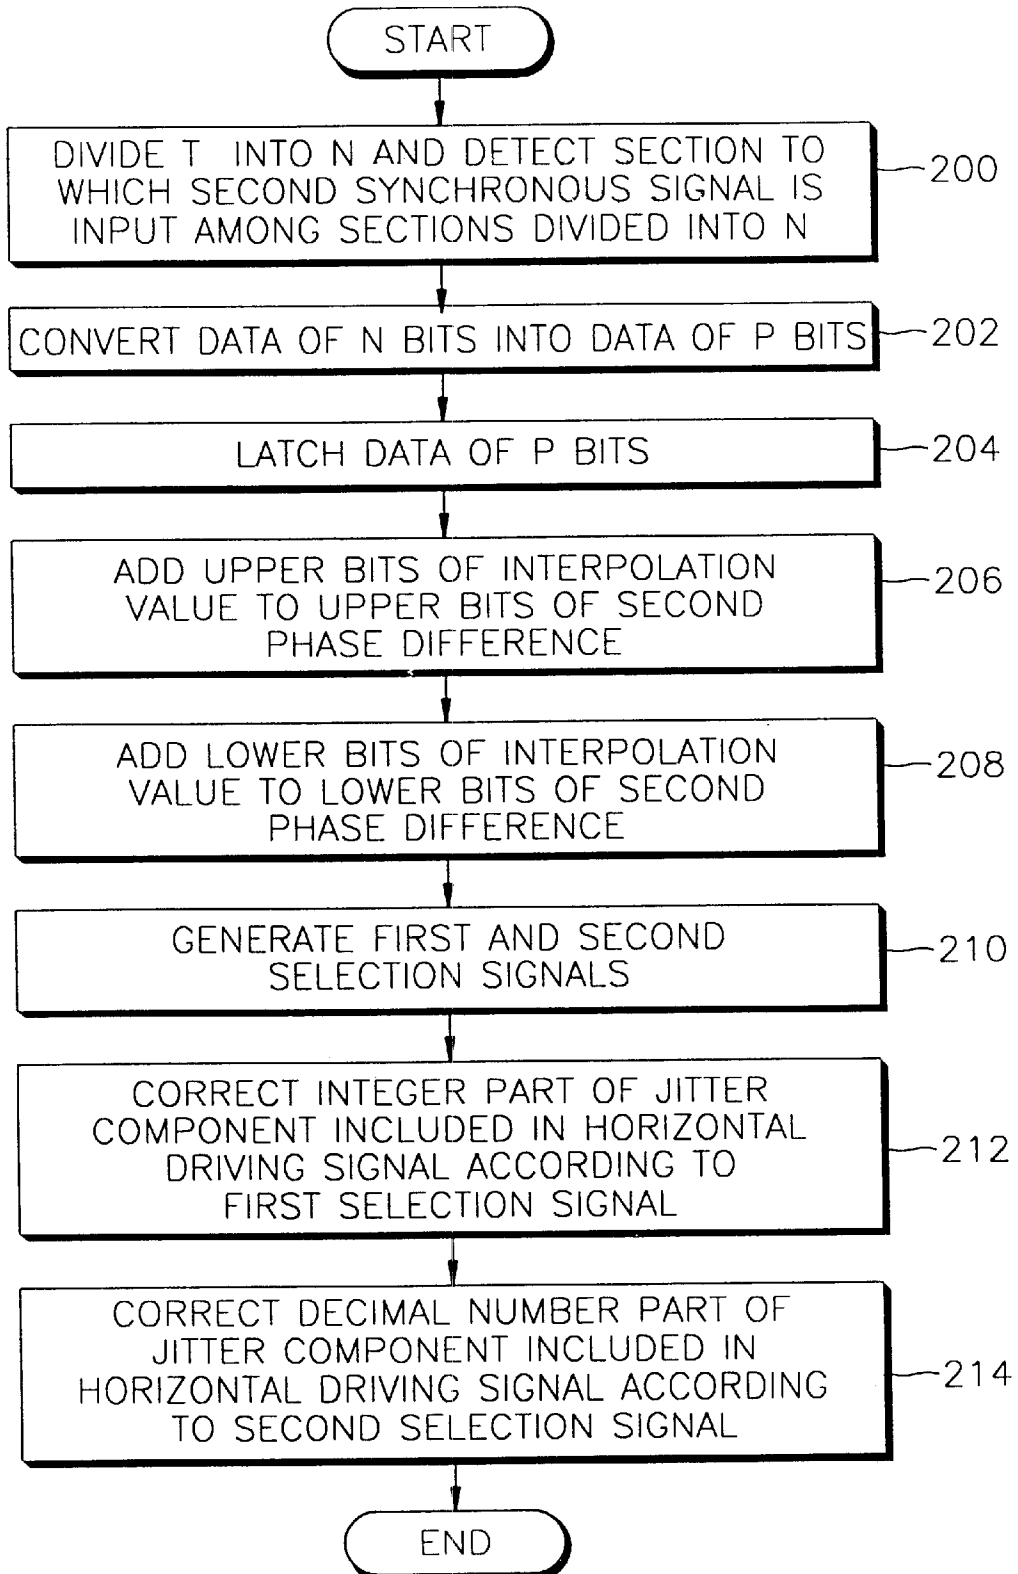 START
DIVIDE T INTO N AND DETECT SECTION TO
WHICH SECOND SYNCHRONOUS SIGNAL IS
INPUT AMONG SECTIONS DIVIDED INTO N
200
CONVERT DATA OF N BITS INTO DATA OF P BITS
202
LATCH DATA OF P BITS
204
ADD UPPER BITS OF INTERPOLATION
VALUE TO UPPER BITS OF SECOND
PHASE DIFFERENCE
206
ADD LOWER BITS OF INTERPOLATION
VALUE TO LOWER BITS OF SECOND
PHASE DIFFERENCE
208
GENERATE FIRST AND SECOND
SELECTION SIGNALS
210
CORRECT INTEGER PART OF JITTER
COMPONENT INCLUDED IN HORIZONTAL
DRIVING SIGNAL ACCORDING TO
FIRST SELECTION SIGNAL
212
CORRECT DECIMAL NUMBER PART OF
JITTER COMPONENT INCLUDED IN
HORIZONTAL DRIVING SIGNAL ACCORDING
TO SECOND SELECTION SIGNAL
214
END